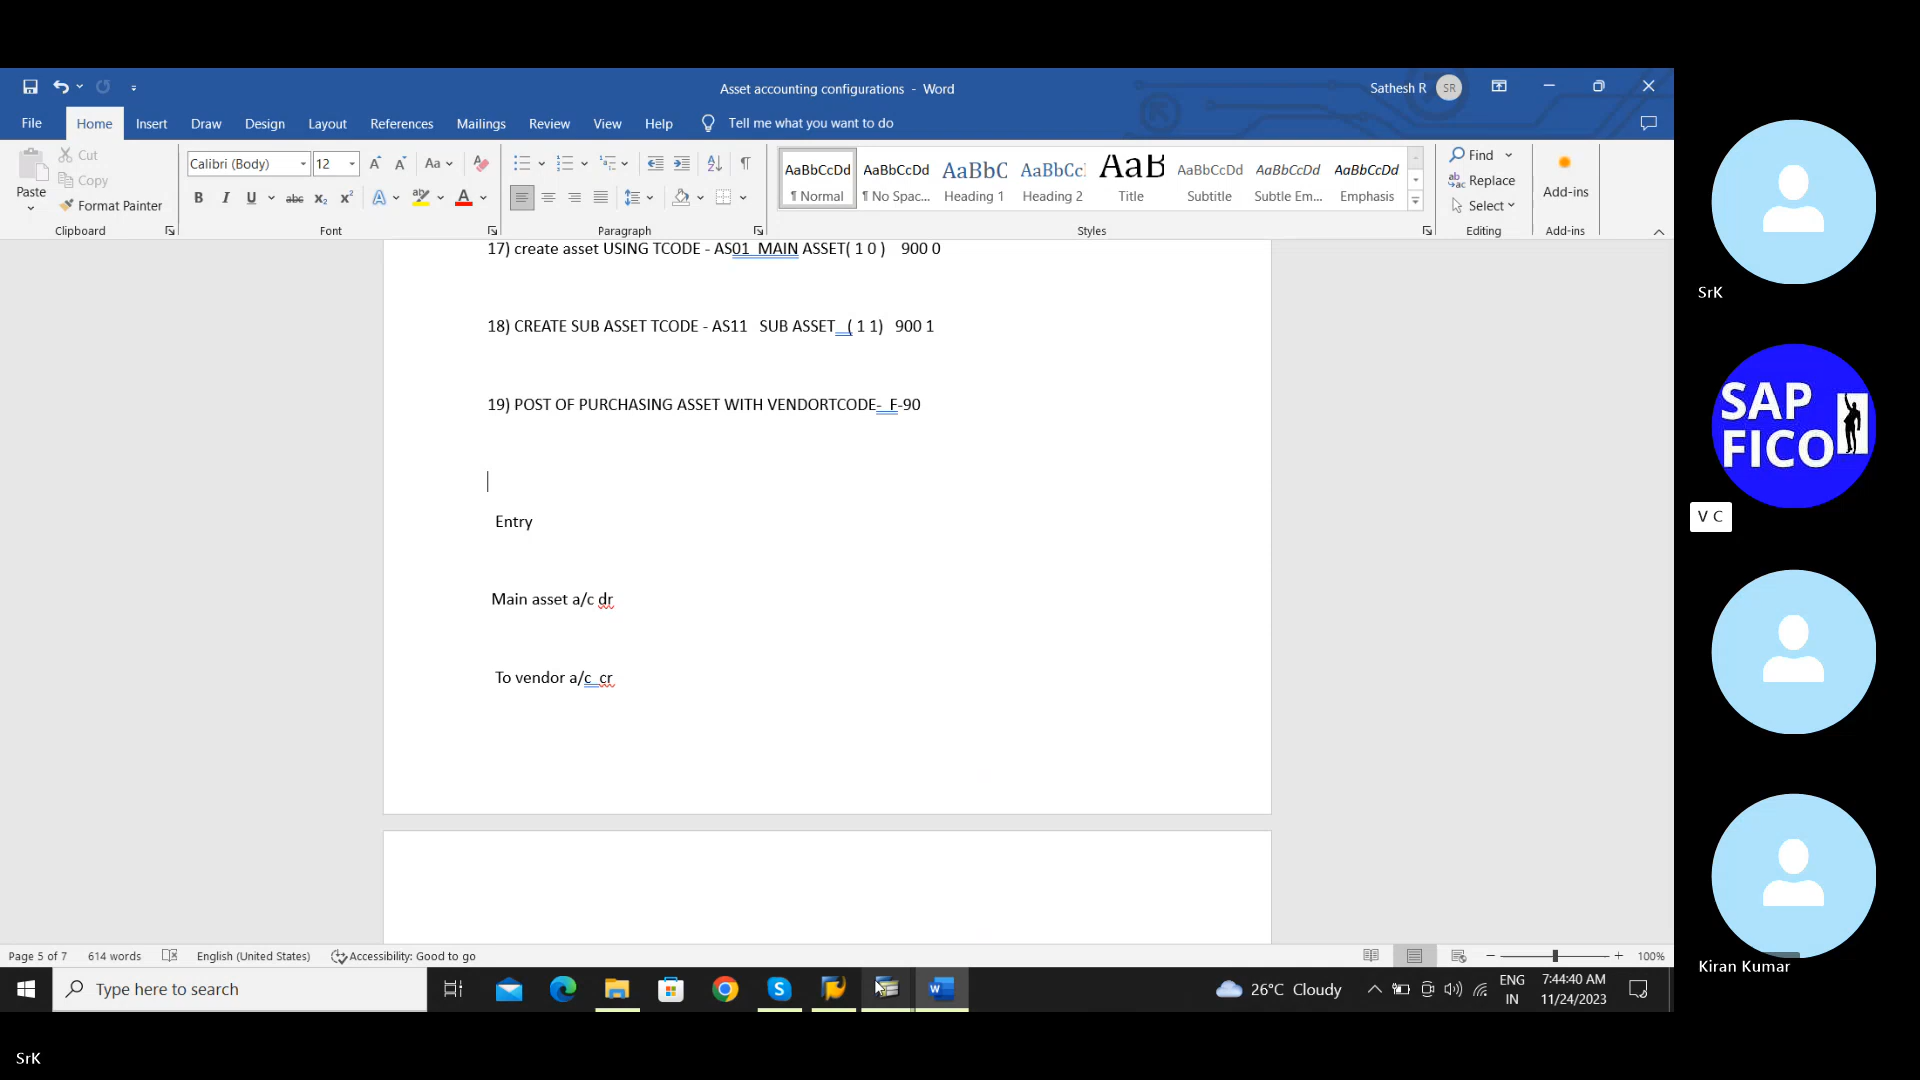 Asset accounting configurations - Word
Sathesh R
SR
File
Home
Insert
Draw
Design
Layout
References
Mailings
Review
View
Help
Tell me what you want to do
Paste
Cut
Copy
Format Painter
Clipboard
Calibri (Body)
12
Font
Paragraph
AaBbCcDd
¶ Normal
AaBbCcDd
¶ No Spac...
AaBbC
Heading 1
AaBbCc
Heading 2
AaB
Title
AaBbCcDd
Subtitle
AaBbCcDd
Subtle Em...
AaBbCcDd
Emphasis
Styles
Find
Replace
Select
Editing
Add-ins
Add-ins
17) create asset USING TCODE - AS01 MAIN ASSET( 1 0 ) 900 0
18) CREATE SUB ASSET TCODE - AS11 SUB ASSET ( 1 1) 900 1
19) POST OF PURCHASING ASSET WITH VENDORTCODE- F-90
Entry
Main asset a/c dr
To vendor a/c cr
Page 5 of 7
614 words
English (United States)
Accessibility: Good to go
100%
Type here to search
26°C Cloudy
ENG
IN
7:44:40 AM
11/24/2023
SrK
SAP
FICO
V C
Kiran Kumar
SrK